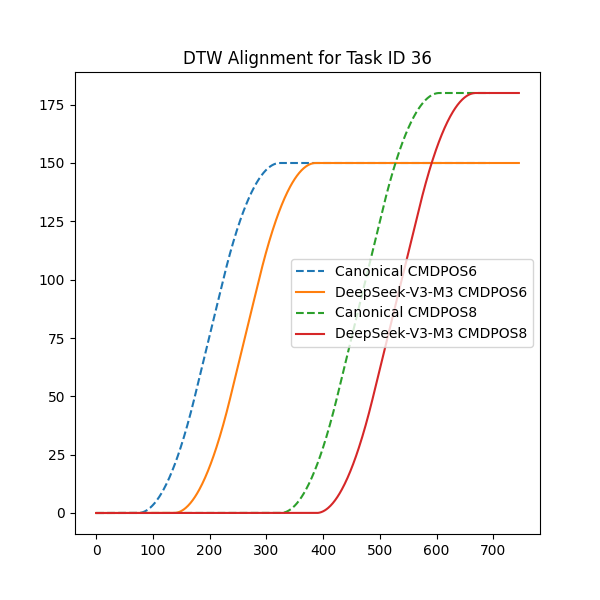 DTW Alignment for Task ID 36
175
150
125
100
75
50
25
0
Canonical CMDPOS6
DeepSeek-V3-M3 CMDPOS6
Canonical CMDPOS8
DeepSeek-V3-M3 CMDPOS8
0 100 200 300 400 500 600 700